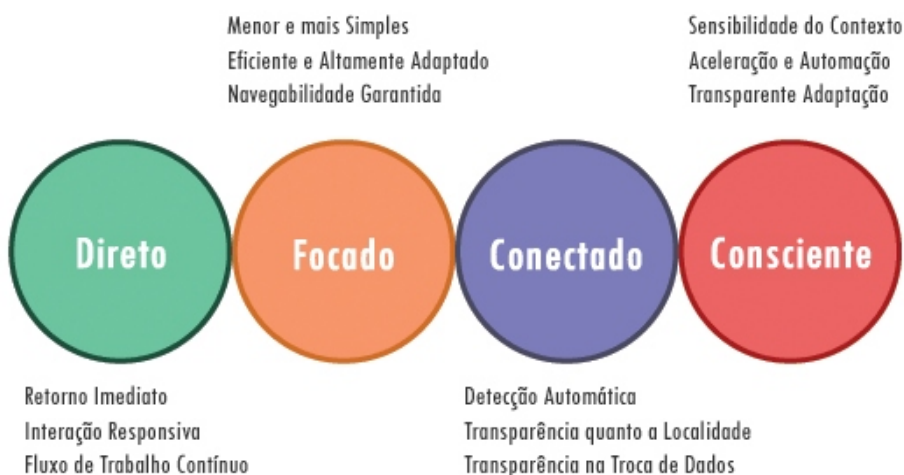 Menor e mais Simples
Eficiente e Altamente Adaptado
Navegabilidade Garantida
Sensibilidade do Contexto
Aceleração e Automação
Transparente Adaptação
Direto
Focado
Conectado
Consciente
Retorno Imediato
Interação Responsiva
Fluxo de Trabalho Contínuo
Detecção Automática
Transparência quanto a Localidade
Transparência na Troca de Dados